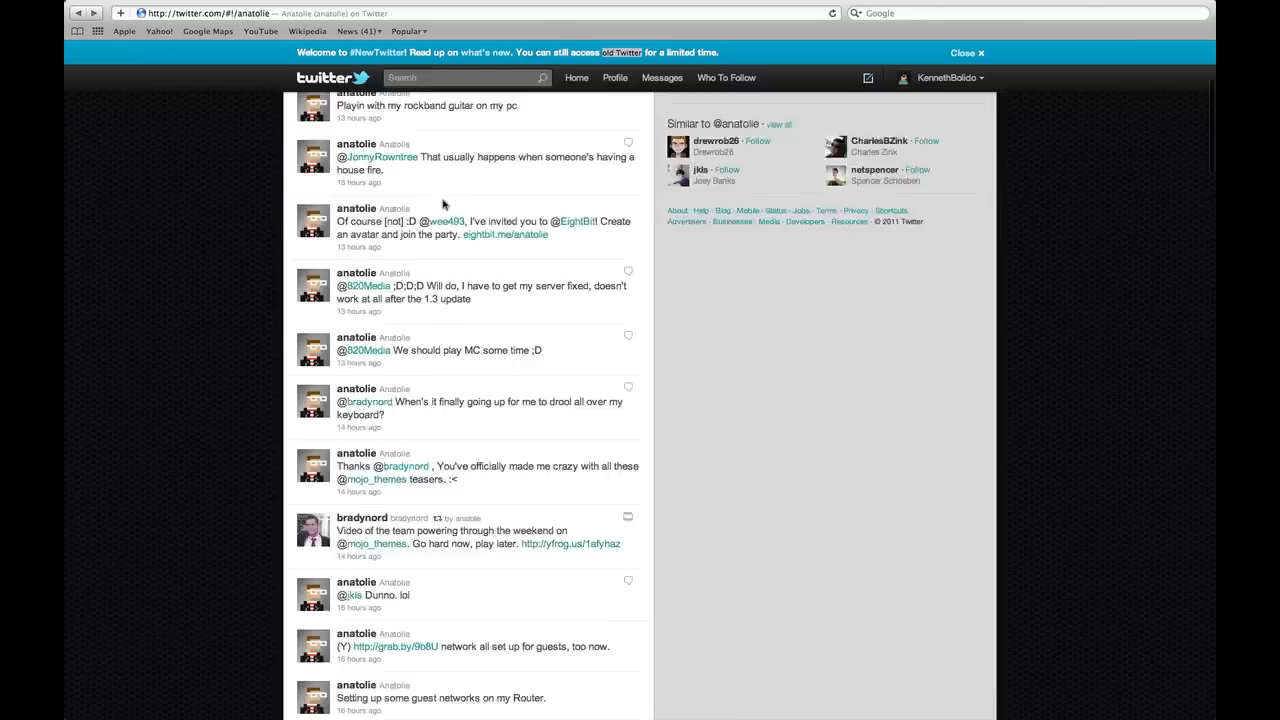 http://twitter.com/#!/anatolie — Anatolie (anatolie) on Twitter
Google
Apple Yahoo! Google Maps YouTube Wikipedia News (41) Popular
Welcome to #NewTwitter! Read up on what's new. You can still access old Twitter for a limited time.
Close ×
twitter Search Home Profile Messages Who To Follow KennethBolido
Playin with my rockband guitar on my pc
13 hours ago
anatolie Anatolie
@JonnyRowntree That usually happens when someone's having a
house fire.
13 hours ago
anatolie Anatolie
Of course [not] :D @wee493, I've invited you to @EightBit! Create
an avatar and join the party. eightbit.me/anatolie
13 hours ago
anatolie Anatolie
@820Media ;D;D;D Will do, I have to get my server fixed, doesn't
work at all after the 1.3 update
13 hours ago
anatolie Anatolie
@820Media We should play MC some time ;D
13 hours ago
anatolie Anatolie
@bradynord When's it finally going up for me to drool all over my
keyboard?
14 hours ago
anatolie Anatolie
Thanks @bradynord , You've officially made me crazy with all these
@mojo_themes teasers. :<
14 hours ago
bradynord bradynord by anatolie
Video of the team powering through the weekend on
@mojo_themes. Go hard now, play later. http://yfrog.us/1afyhaz
14 hours ago
anatolie Anatolie
@jkls Dunno. lol
16 hours ago
anatolie Anatolie
(Y) http://grab.by/9b8U network all set up for guests, too now.
16 hours ago
anatolie Anatolie
Setting up some guest networks on my Router.
16 hours ago
Similar to @anatolie · view all
drewrob26 · Follow
Drewrob26
CharlesBZink · Follow
Charles Zink
jkls · Follow
Joey Banks
netspencer · Follow
Spencer Schoeben
About · Help · Blog · Mobile · Status · Jobs · Terms · Privacy · Shortcuts
Advertisers · Businesses · Media · Developers · Resources · © 2011 Twitter